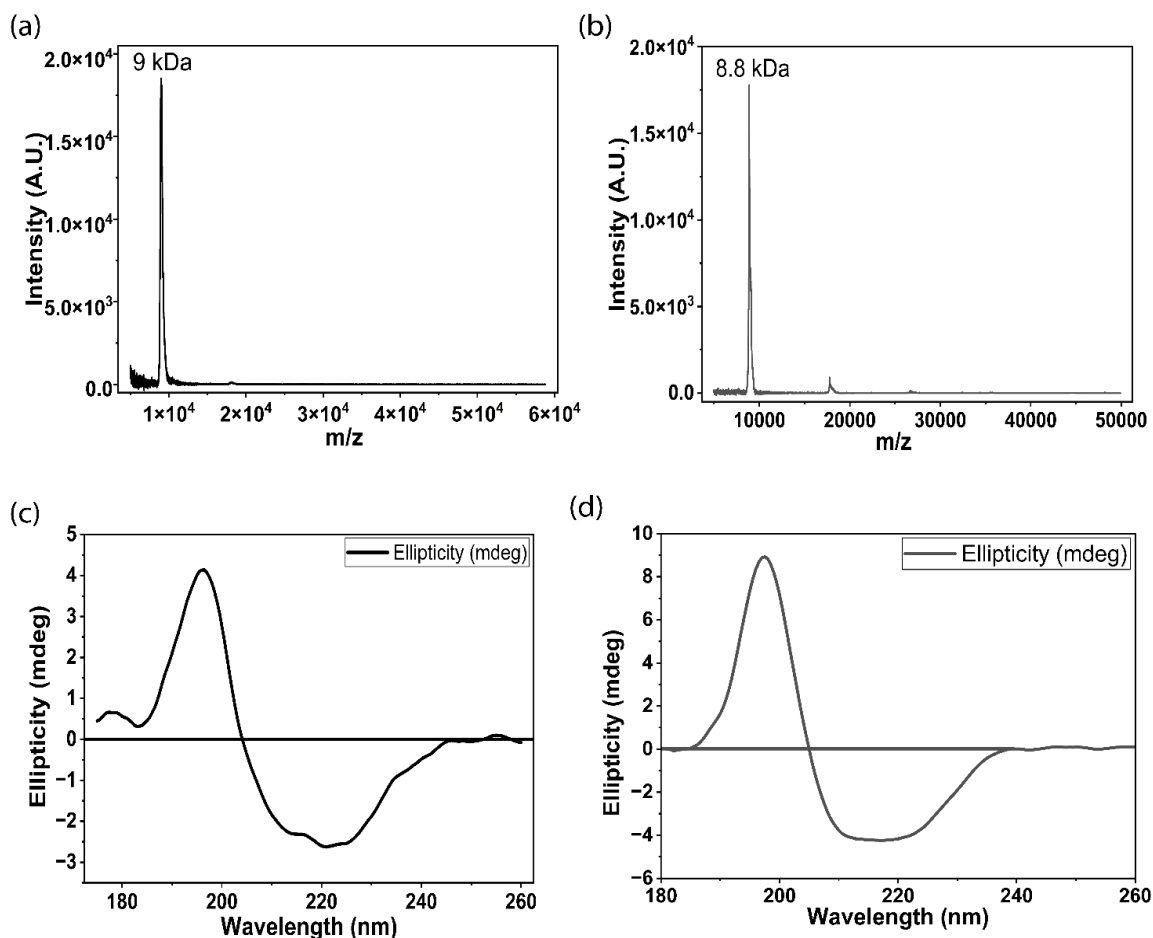 (a)
9 kDa
2.0×10⁴
1.5×10⁴
1.0×10⁴
5.0×10³
0.0
Intensity (A.U.)
1×10⁴ 2×10⁴ 3×10⁴ 4×10⁴ 5×10⁴ 6×10⁴
m/z
(b)
8.8 kDa
2.0×10⁴
1.5×10⁴
1.0×10⁴
5.0×10³
0.0
Intensity (A.U.)
10000 20000 30000 40000 50000
m/z
(c)
Ellipticity (mdeg)
5
4
3
2
1
0
−1
−2
−3
Ellipticity (mdeg)
180 200 220 240 260
Wavelength (nm)
(d)
Ellipticity (mdeg)
10
8
6
4
2
0
−2
−4
−6
Ellipticity (mdeg)
180 200 220 240 260
Wavelength (nm)